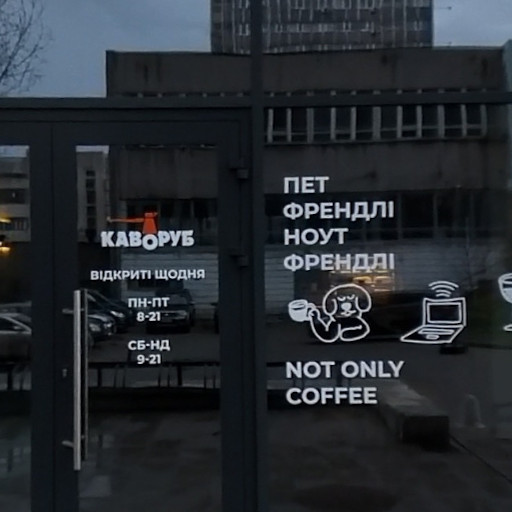 КАВОРУБ
ВІДКРИТІ ЩОДНЯ
ПН-ПТ
8-21
СБ-НД
9-21
ПЕТ
ФРЕНДЛІ
НОУТ
ФРЕНДЛІ
NOT ONLY
COFFEE